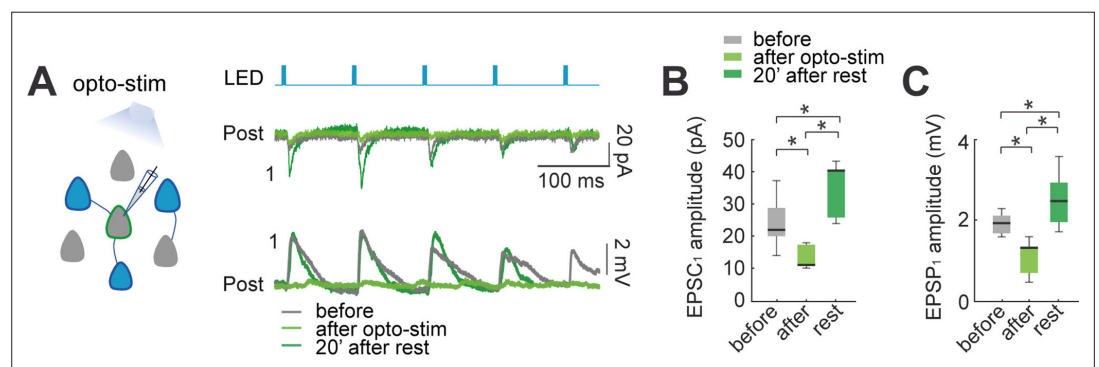 A
opto-stim
LED
Post
1
20 pA
100 ms
1
Post
2 mV
before
after opto-stim
20' after rest
before
after opto-stim
20' after rest
B
EPSC₁ amplitude (pA)
50
40
30
20
10
0
*
*
*
before
after
rest
C
EPSP₁ amplitude (mV)
4
2
0
*
*
*
before
after
rest